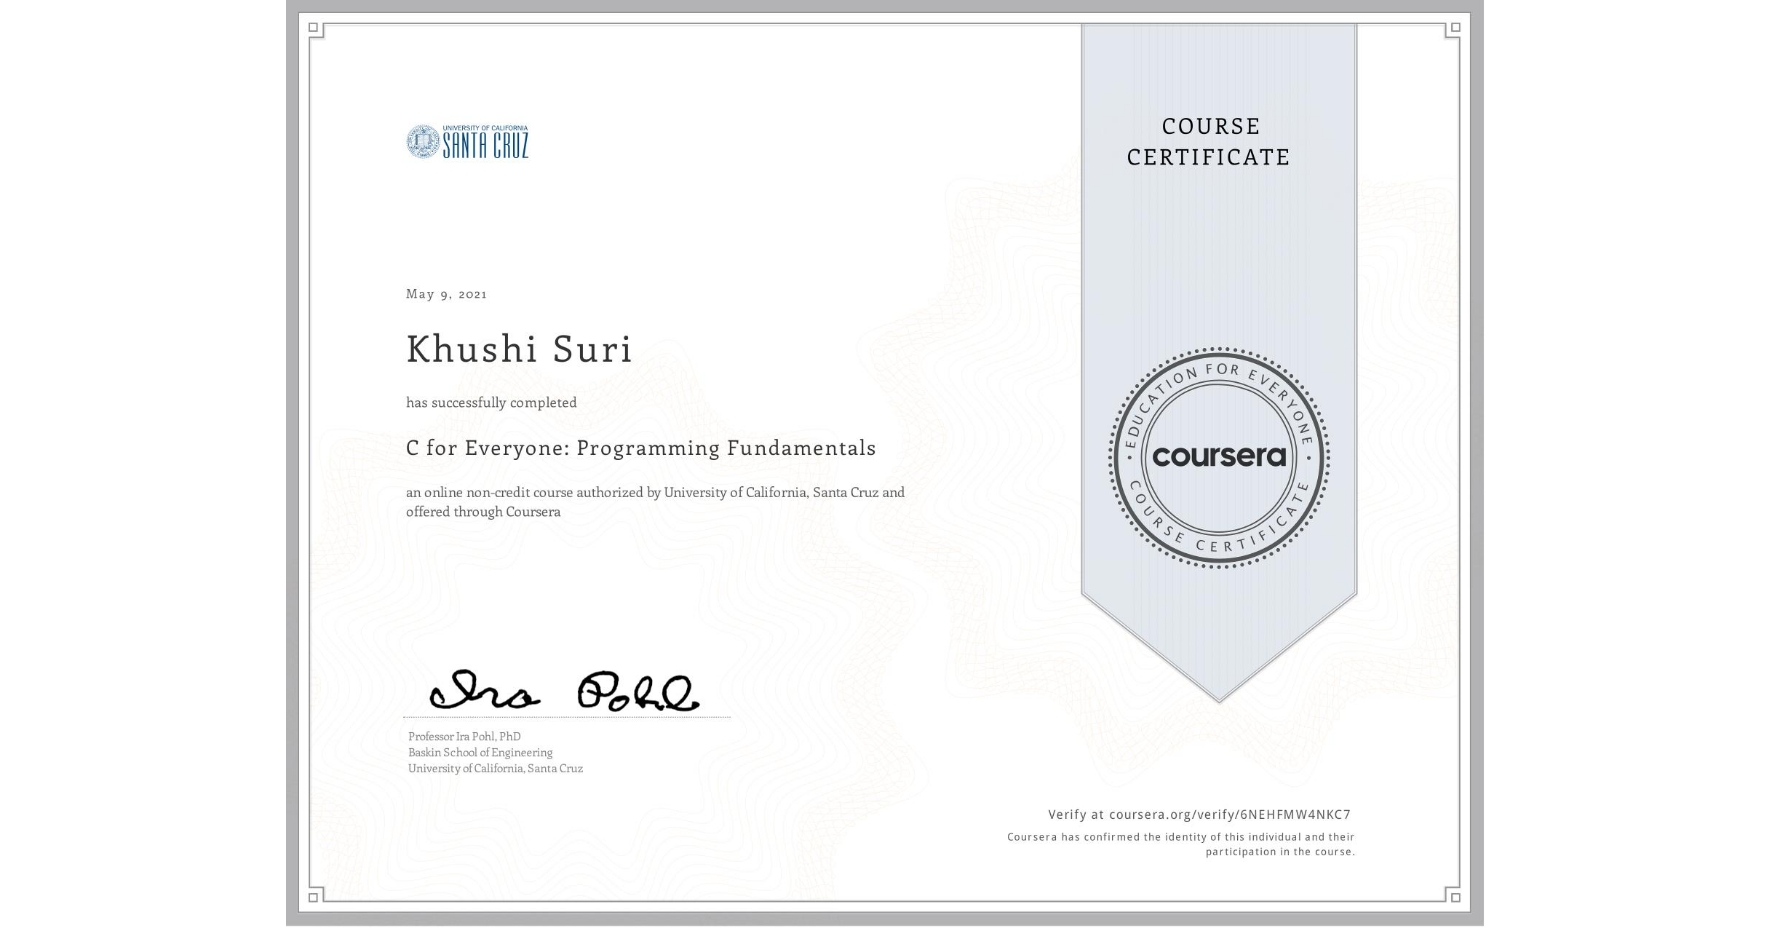 UNIVERSITY OF CALIFORNIA
SANTA CRUZ
COURSE
CERTIFICATE
May 9, 2021
Khushi Suri
has successfully completed
C for Everyone: Programming Fundamentals
an online non-credit course authorized by University of California, Santa Cruz and
offered through Coursera
EDUCATION FOR EVERYONE
coursera
COURSE CERTIFICATE
Ira Pohl
Professor Ira Pohl, PhD
Baskin School of Engineering
University of California, Santa Cruz
Verify at coursera.org/verify/6NEHFMW4NKC7
Coursera has confirmed the identity of this individual and their
participation in the course.